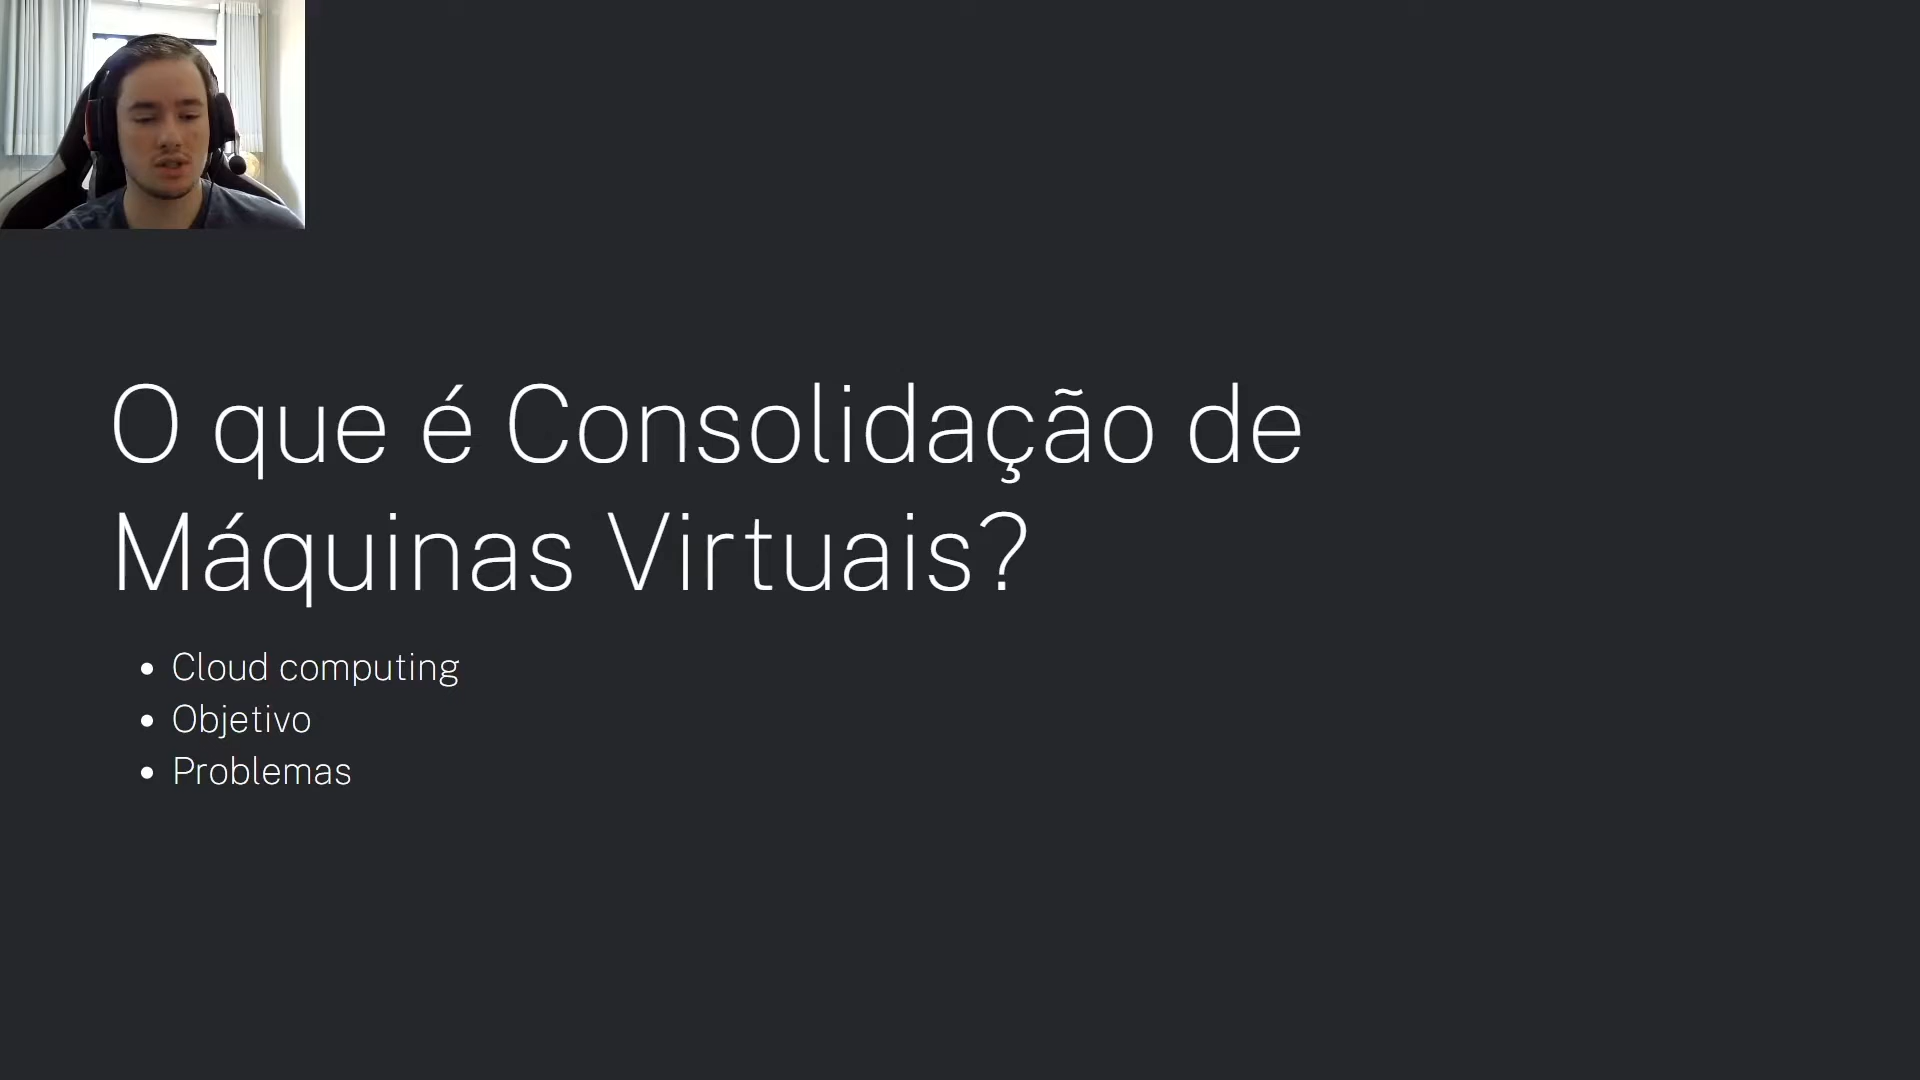 O que é Consolidação de
Máquinas Virtuais?
Cloud computing
Objetivo
Problemas